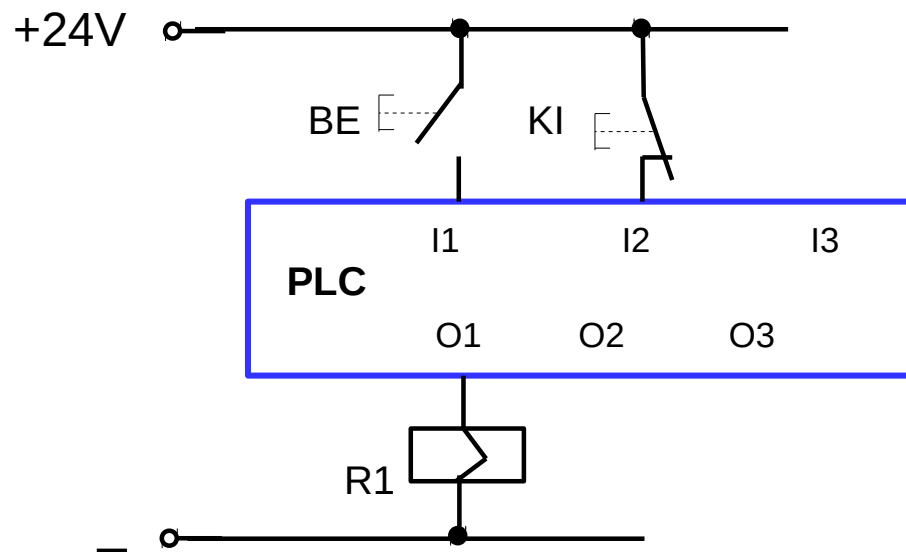 +24V
BE
KI
I1 I2 I3
PLC
O1 O2 O3
R1
–